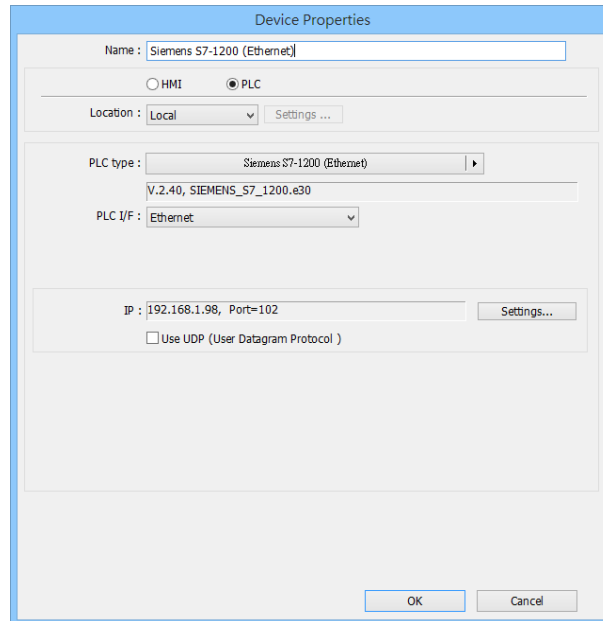 Device Properties
Name : Siemens S7-1200 (Ethernet)
HMI PLC
Location : Local Settings ...
PLC type : Siemens S7-1200 (Ethernet)
V.2.40, SIEMENS_S7_1200.e30
PLC I/F : Ethernet
IP : 192.168.1.98, Port=102 Settings...
Use UDP (User Datagram Protocol )
OK Cancel